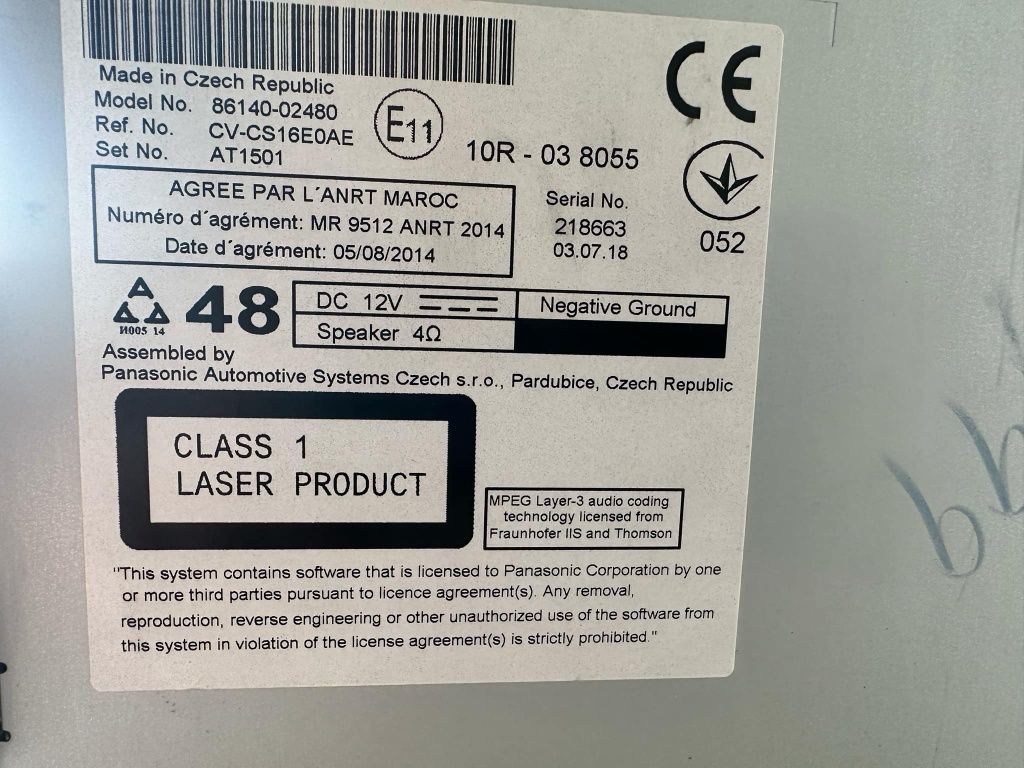 Made in Czech Republic
Model No. 86140-02480
Ref. No. CV-CS16E0AE
Set No. AT1501
E11
10R - 03 8055
CE
AGREE PAR L´ANRT MAROC
Numéro d´agrément: MR 9512 ANRT 2014
Date d´agrément: 05/08/2014
Serial No.
218663
03.07.18
052
И005 14
48
DC 12V
Negative Ground
Speaker 4Ω
Assembled by
Panasonic Automotive Systems Czech s.r.o., Pardubice, Czech Republic
CLASS 1
LASER PRODUCT
MPEG Layer-3 audio coding
technology licensed from
Fraunhofer IIS and Thomson
"This system contains software that is licensed to Panasonic Corporation by one
or more third parties pursuant to licence agreement(s). Any removal,
reproduction, reverse engineering or other unauthorized use of the software from
this system in violation of the license agreement(s) is strictly prohibited."